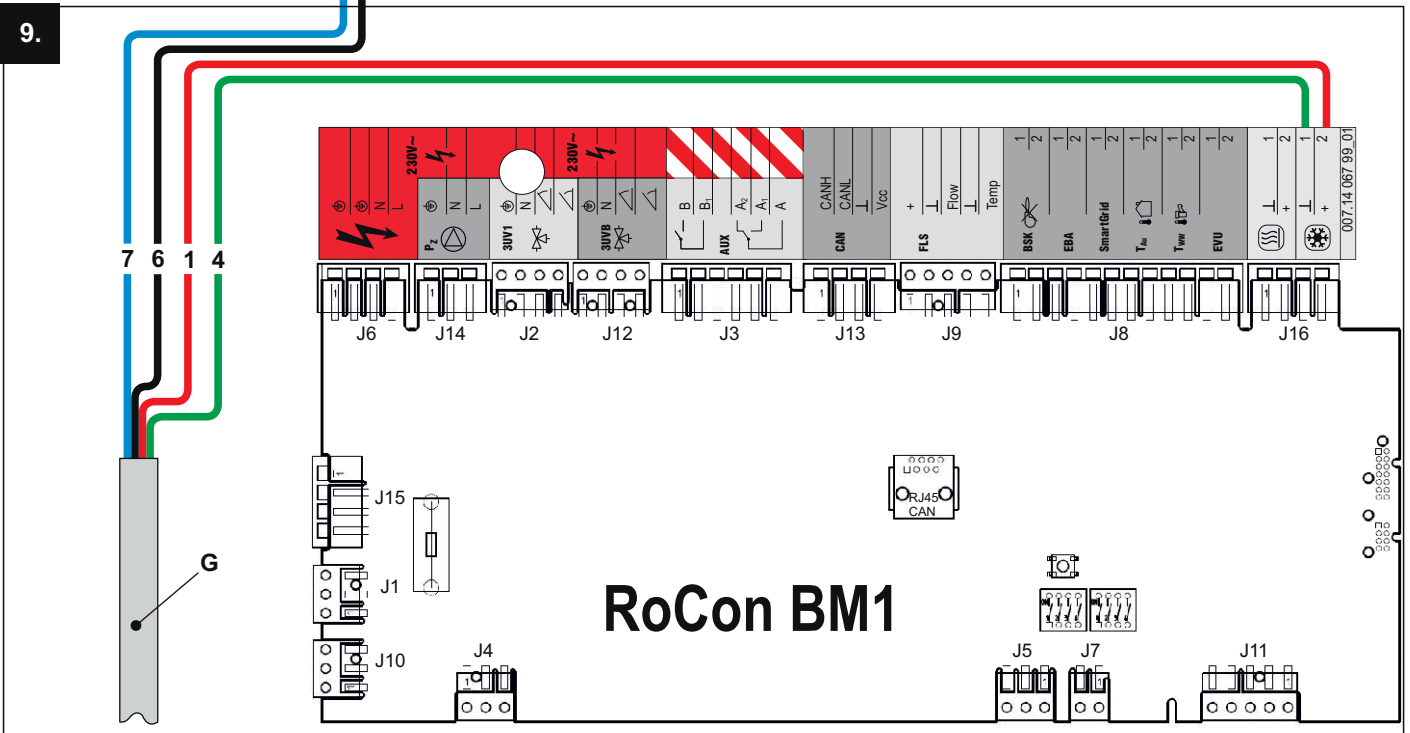 9.
7 6 1 4
230V~
230V~
N
L
PZ
N
L
3UV1
N
3UVB
N
AUX
B
B1
A2
A1
A
CAN
CANH
CANL
Vcc
FLS
+
Flow
Temp
BSK
1
2
EBA
1
2
SmartGrid
1
2
TAu
1
2
TWW
1
2
EVU
1
2
1
2
+
1
2
+
007.14 067 99_01
J6 J14 J2 J12 J3 J13 J9 J8 J16
J15
RJ45
CAN
G
J1
RoCon BM1
J10
J4 J5 J7 J11